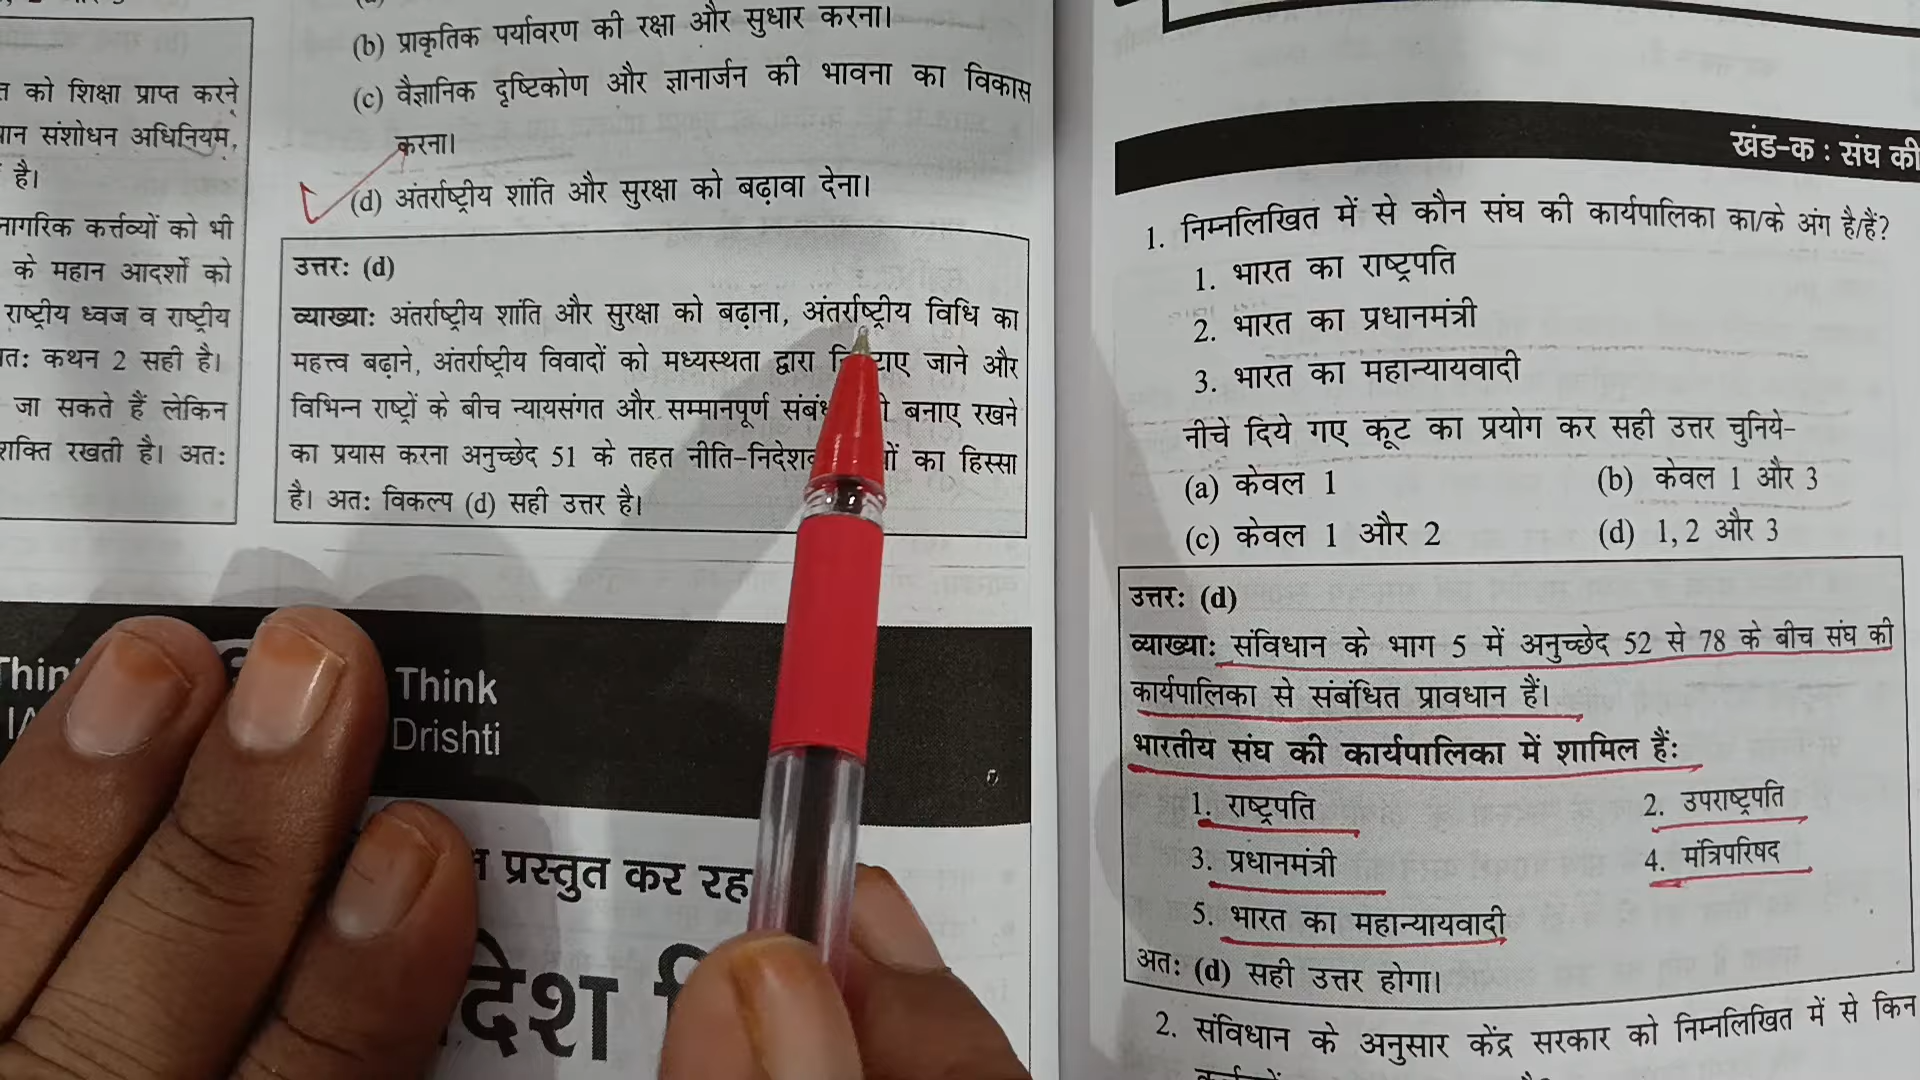 को शिक्षा प्राप्त करने
संशोधन अधिनियम,
है।
नागरिक कर्त्तव्यों को भी
के महान आदर्शों को
राष्ट्रीय ध्वज व राष्ट्रीय
कथन 2 सही है।
जा सकते हैं लेकिन
शक्ति रखती है। अतः
(b) प्राकृतिक पर्यावरण की रक्षा और सुधार करना।
(c) वैज्ञानिक दृष्टिकोण और ज्ञानार्जन की भावना का विकास
करना।
(d) अंतर्राष्ट्रीय शांति और सुरक्षा को बढ़ावा देना।
उत्तरः (d)
व्याख्याः अंतर्राष्ट्रीय शांति और सुरक्षा को बढ़ाना, अंतर्राष्ट्रीय विधि का
महत्त्व बढ़ाने, अंतर्राष्ट्रीय विवादों को मध्यस्थता द्वारा जाने और
विभिन्न राष्ट्रों के बीच न्यायसंगत और सम्मानपूर्ण बनाए रखने
का प्रयास करना अनुच्छेद 51 के तहत का हिस्सा
है। अतः विकल्प (d) सही उत्तर है।
Think
Drishti
प्रस्तुत कर
खंड-क : संघ की
1. निम्नलिखित में से कौन संघ की कार्यपालिका का/के अंग है/हैं?
1. भारत का राष्ट्रपति
2. भारत का प्रधानमंत्री
3. भारत का महान्यायवादी
नीचे दिये गए कूट का प्रयोग कर सही उत्तर चुनिये-
(a) केवल 1 (b) केवल 1 और 3
(c) केवल 1 और 2 (d) 1, 2 और 3
उत्तरः (d)
व्याख्याः संविधान के भाग 5 में अनुच्छेद 52 से 78 के बीच संघ की
कार्यपालिका से संबंधित प्रावधान हैं।
भारतीय संघ की कार्यपालिका में शामिल हैंः
1. राष्ट्रपति 2. उपराष्ट्रपति
3. प्रधानमंत्री 4. मंत्रिपरिषद
5. भारत का महान्यायवादी
अतः (d) सही उत्तर होगा।
2. संविधान के अनुसार केंद्र सरकार को निम्नलिखित में से किन